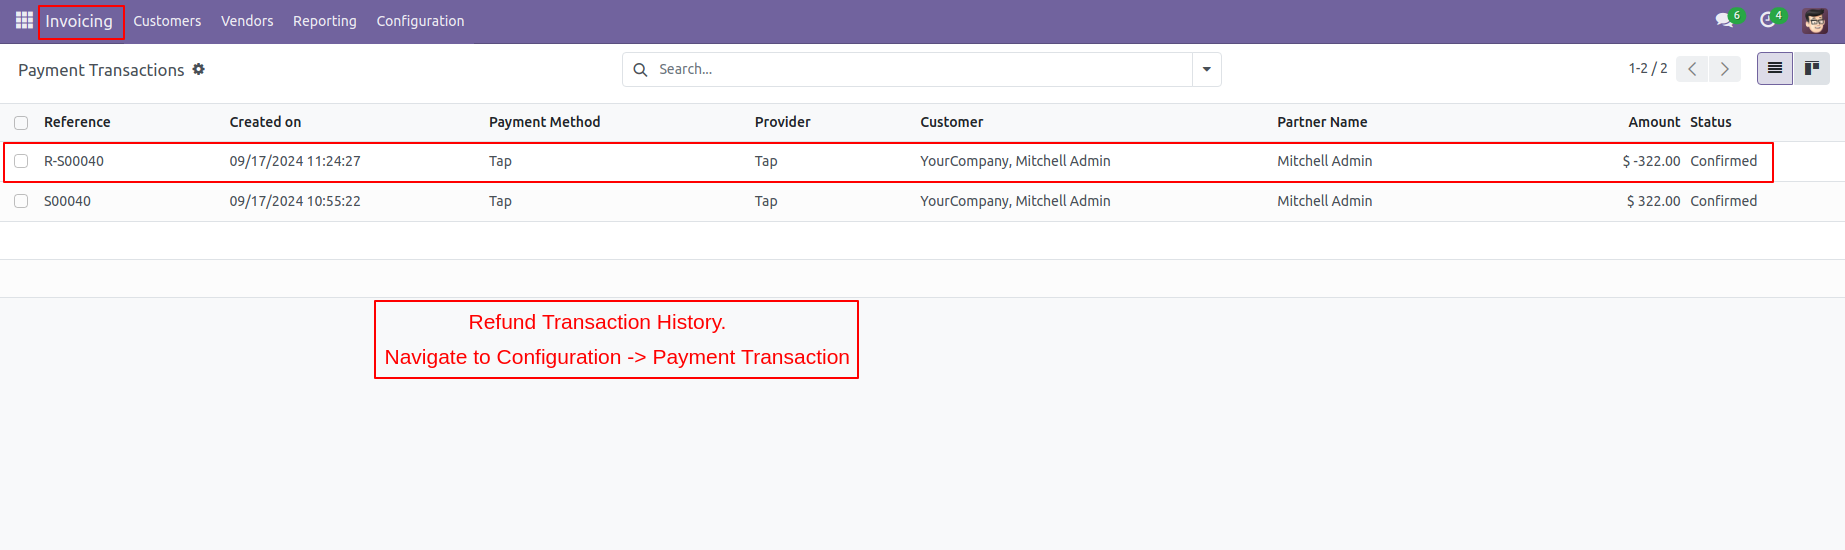 Invoicing Customers Vendors Reporting Configuration 6 4
Payment Transactions Search... 1-2 / 2
Reference Created on Payment Method Provider Customer Partner Name Amount Status
R-S00040 09/17/2024 11:24:27 Tap Tap YourCompany, Mitchell Admin Mitchell Admin $ -322.00 Confirmed
S00040 09/17/2024 10:55:22 Tap Tap YourCompany, Mitchell Admin Mitchell Admin $ 322.00 Confirmed
Refund Transaction History.
Navigate to Configuration -> Payment Transaction